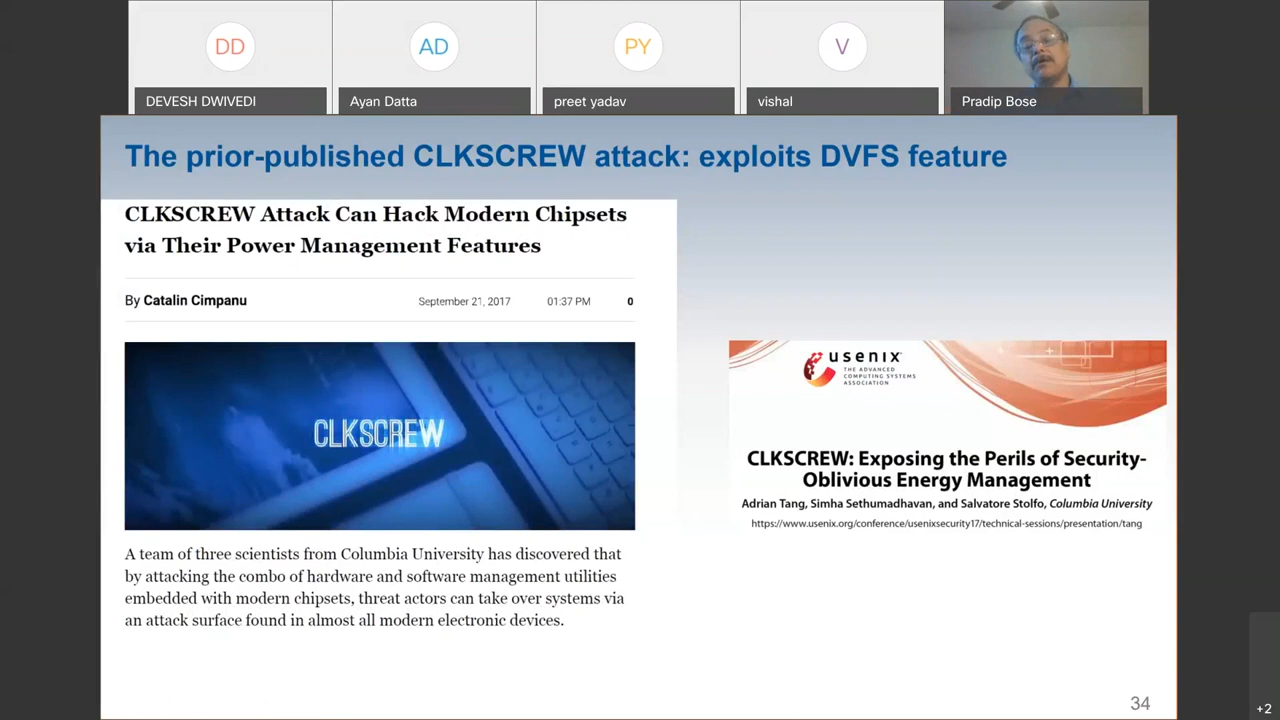 DD
AD
PY
V
DEVESH DWIVEDI
Ayan Datta
preet yadav
vishal
Pradip Bose
The prior-published CLKSCREW attack: exploits DVFS feature
CLKSCREW Attack Can Hack Modern Chipsets
via Their Power Management Features
By Catalin Cimpanu
September 21, 2017
01:37 PM
0
CLKSCREW
A team of three scientists from Columbia University has discovered that
by attacking the combo of hardware and software management utilities
embedded with modern chipsets, threat actors can take over systems via
an attack surface found in almost all modern electronic devices.
usenix
THE ADVANCED
COMPUTING SYSTEMS
ASSOCIATION
CLKSCREW: Exposing the Perils of Security-
Oblivious Energy Management
Adrian Tang, Simha Sethumadhavan, and Salvatore Stolfo, Columbia University
https://www.usenix.org/conference/usenixsecurity17/technical-sessions/presentation/tang
34
+2